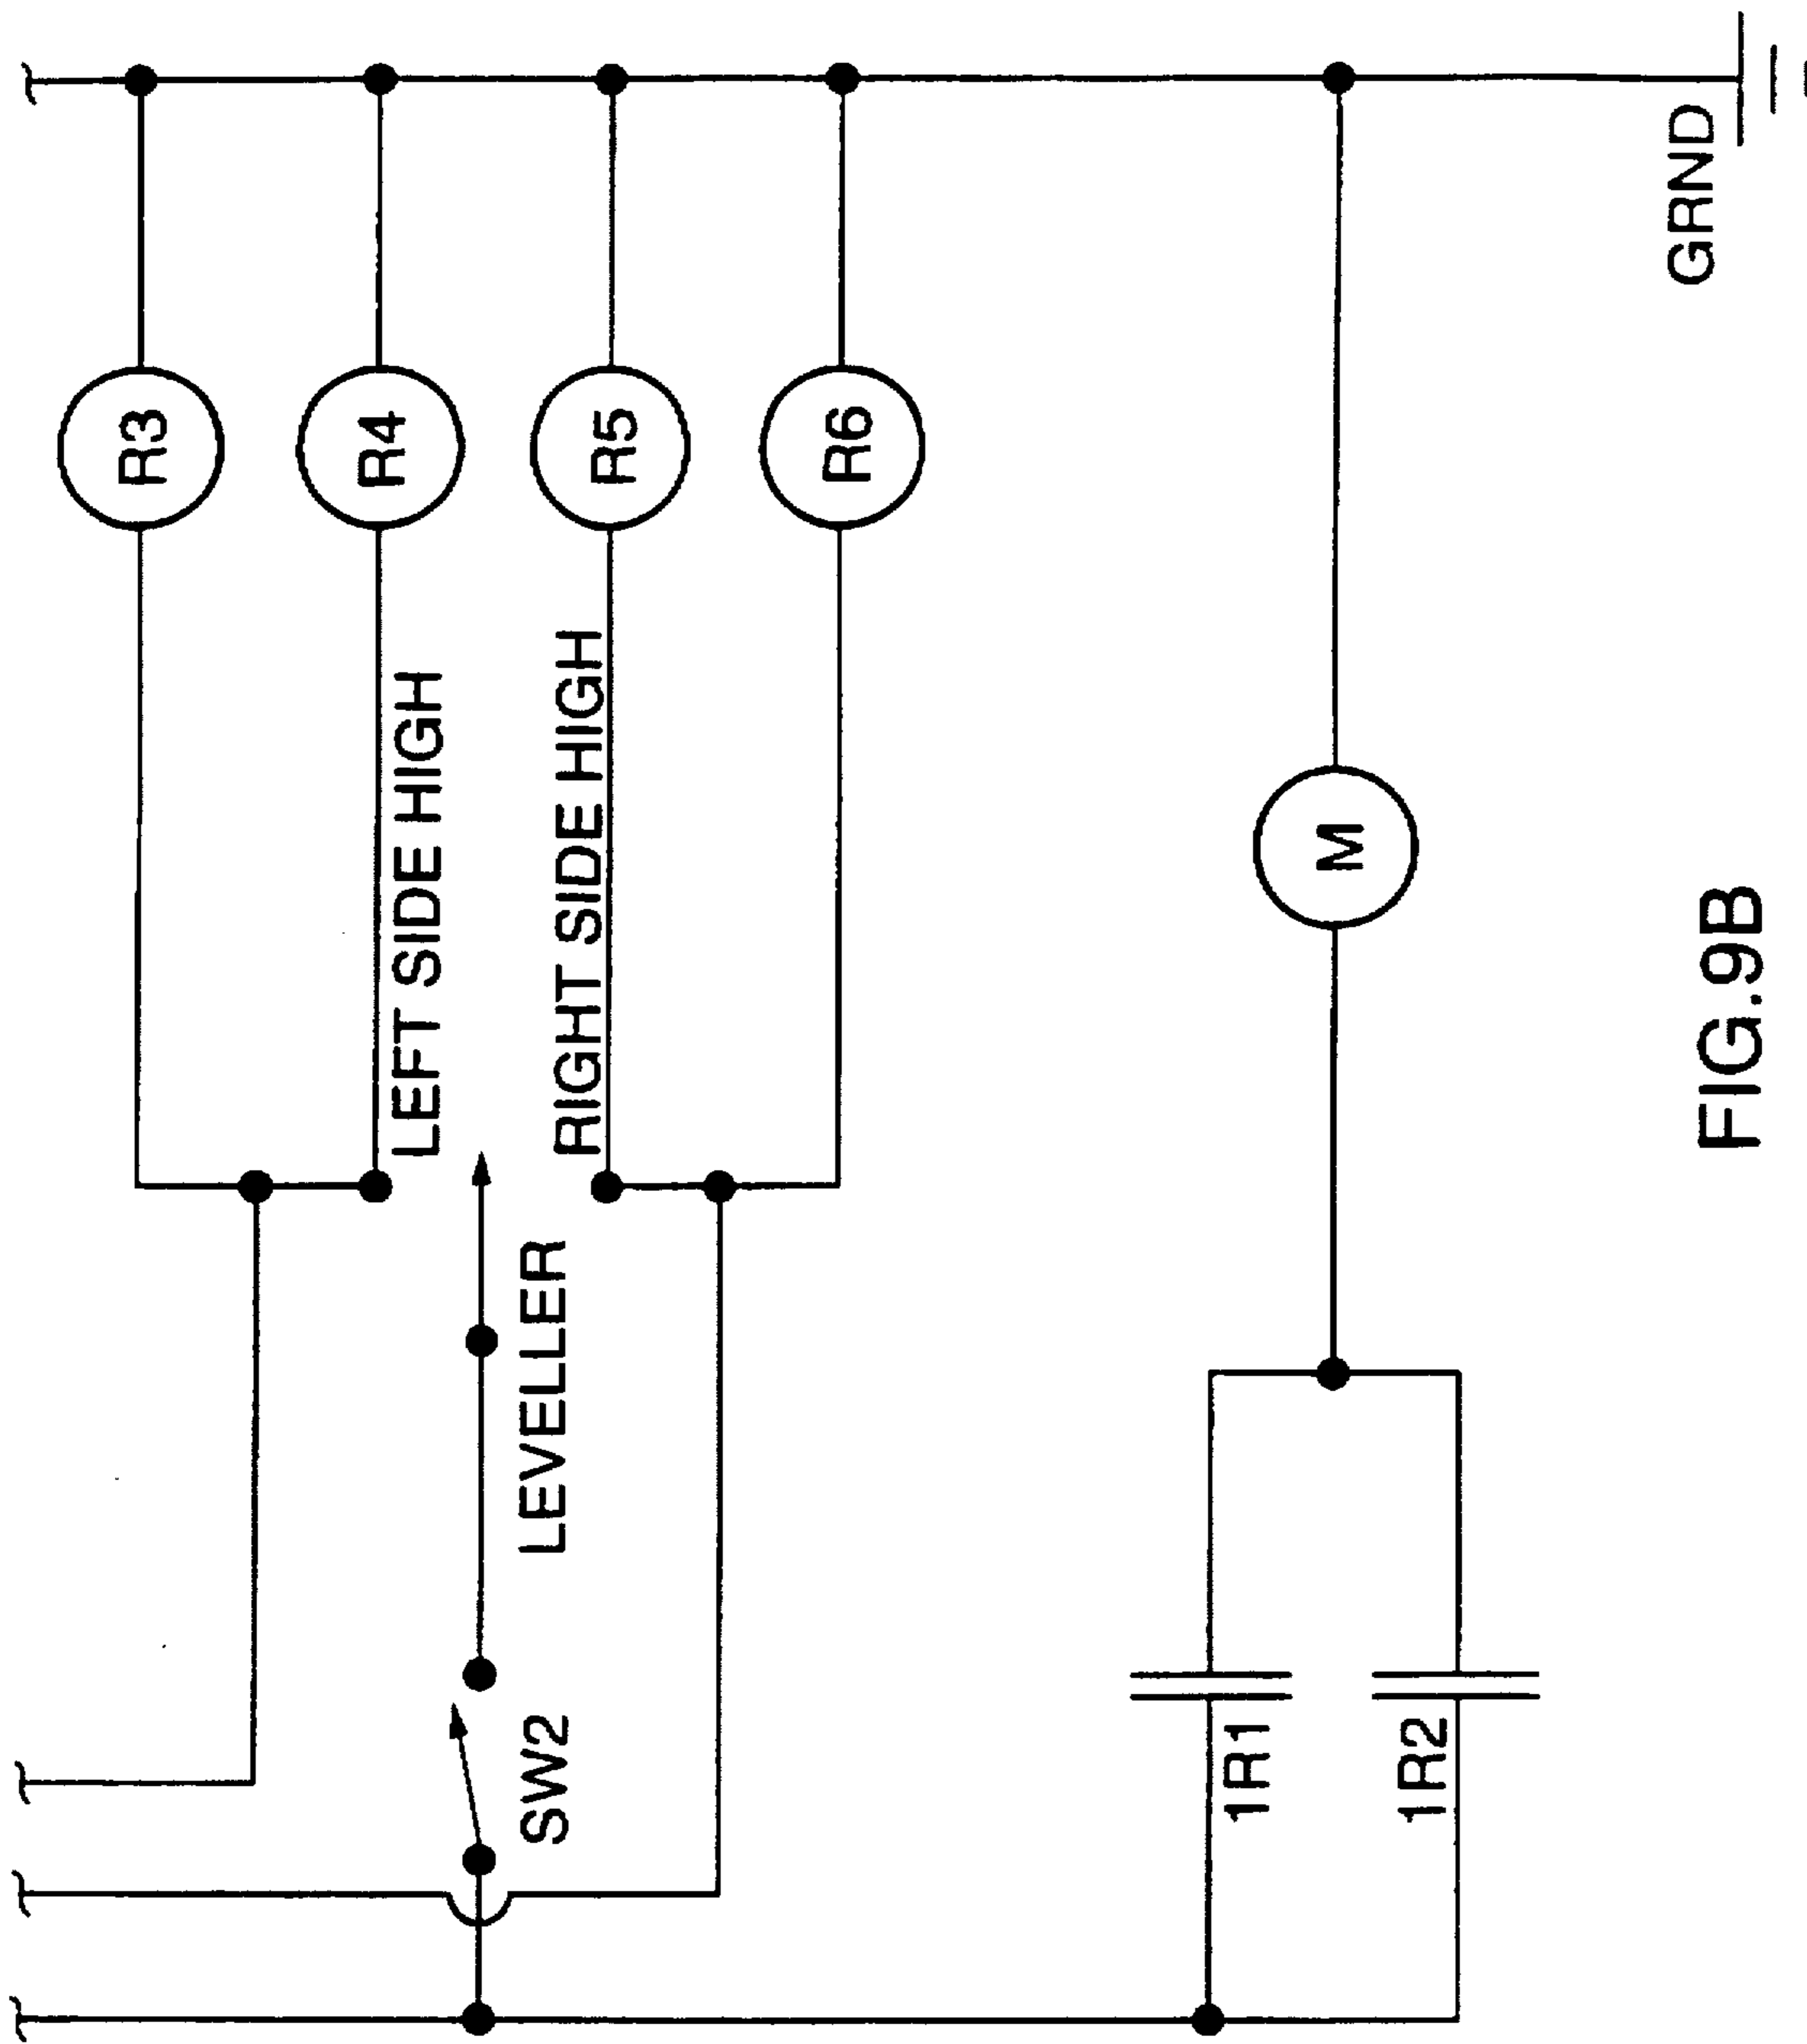 R3
R4
LEFT SIDE HIGH
LEVELLER
SW2
RIGHT SIDE HIGH
R5
R6
M
1R1
1R2
GRND
FIG.9B